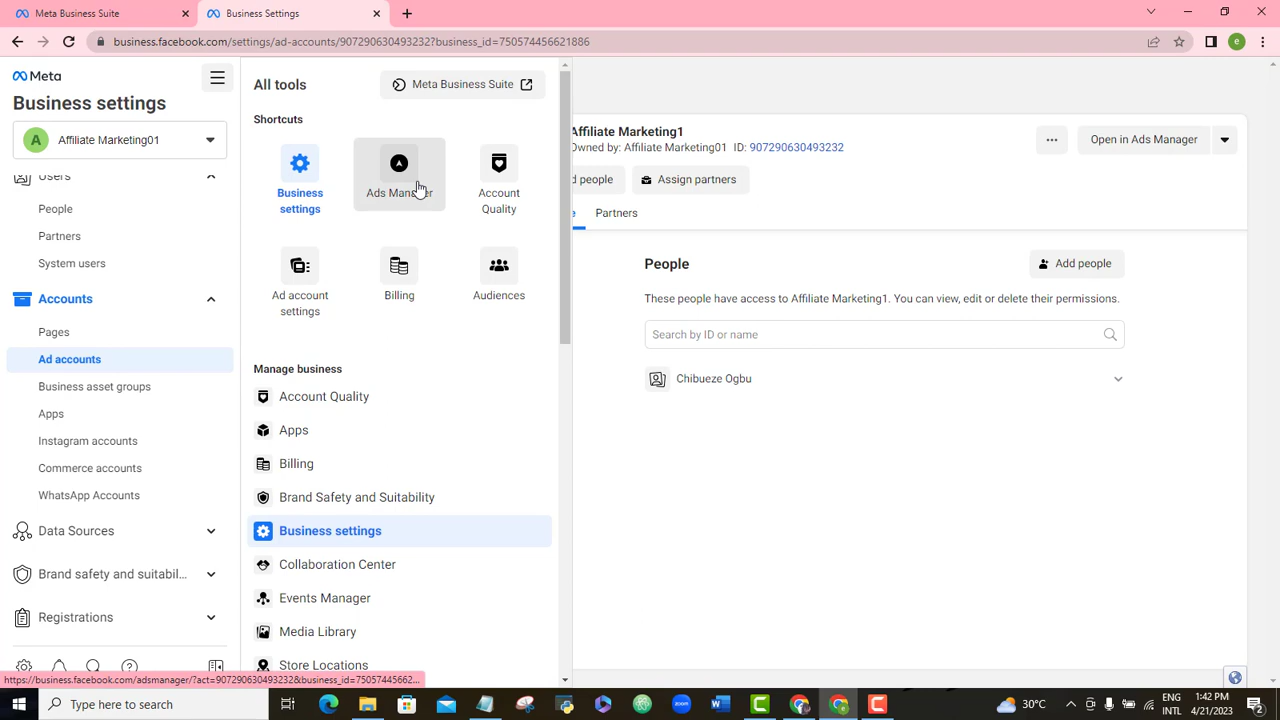 Meta Business Suite
Business Settings
business.facebook.com/settings/ad-accounts/907290630493232?business_id=750574456621886
e
Meta
Business settings
A
Affiliate Marketing01
Users
People
Partners
System users
Accounts
Pages
Ad accounts
Business asset groups
Apps
Instagram accounts
Commerce accounts
WhatsApp Accounts
Data Sources
Brand safety and suitabil...
Registrations
All tools
Meta Business Suite
Shortcuts
Business settings
Ads Manager
Account Quality
Ad account settings
Billing
Audiences
Manage business
Account Quality
Apps
Billing
Brand Safety and Suitability
Business settings
Collaboration Center
Events Manager
Media Library
Store Locations
Affiliate Marketing1
Owned by: Affiliate Marketing01 ID: 907290630493232
Open in Ads Manager
d people
Assign partners
e
Partners
People
Add people
These people have access to Affiliate Marketing1. You can view, edit or delete their permissions.
Search by ID or name
Chibueze Ogbu
https://business.facebook.com/adsmanager/?act=907290630493232&business_id=75057445662...
Type here to search
zoom
30°C
ENG
INTL
1:42 PM
4/21/2023
2